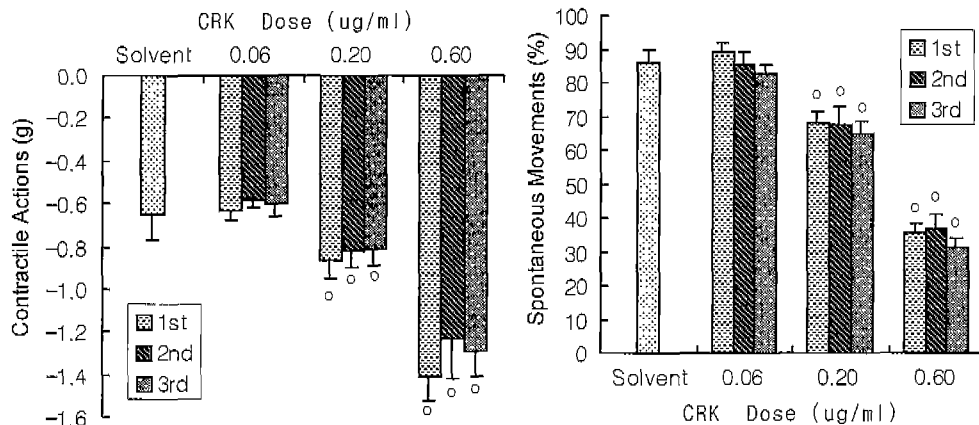 CRK Dose (ug/ml)
Solvent 0.06 0.20 0.60
Contractile Actions (g)
0.0
-0.2
-0.4
-0.6
-0.8
-1.0
-1.2
-1.4
-1.6
1st
2nd
3rd
Spontaneous Movements (%)
100
90
80
70
60
50
40
30
20
10
0
1st
2nd
3rd
Solvent 0.06 0.20 0.60
CRK Dose (ug/ml)